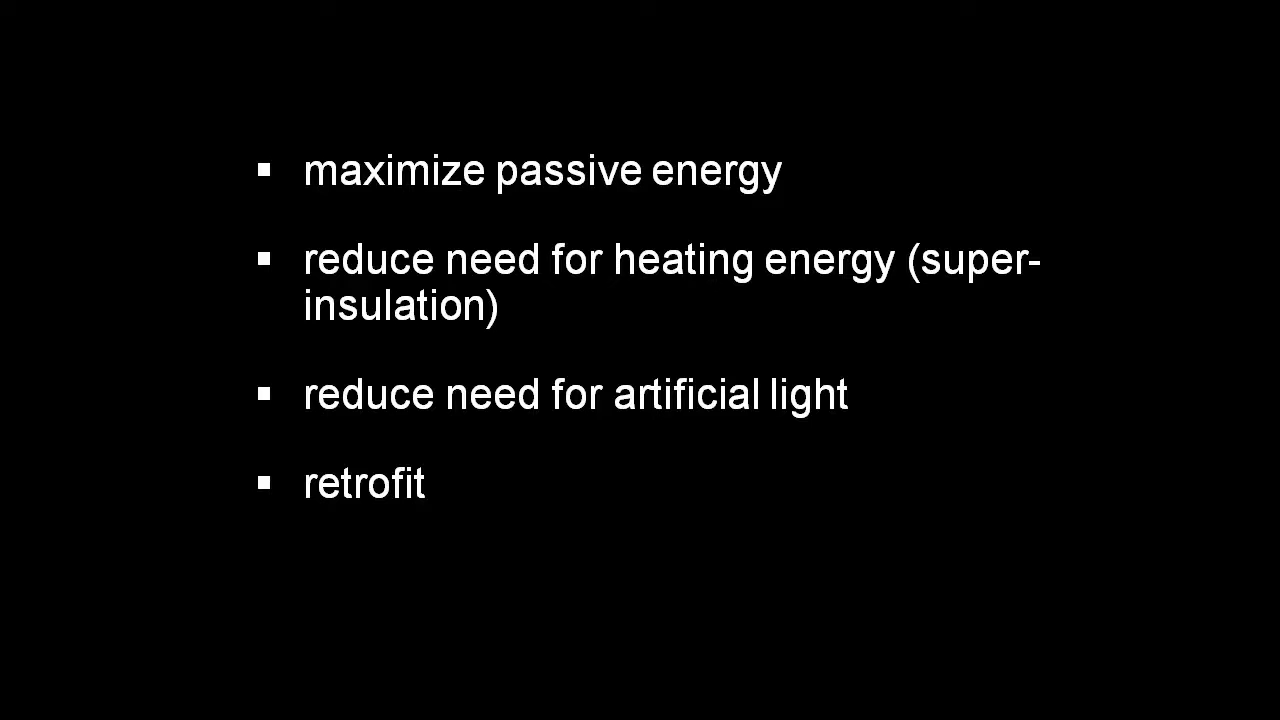 ▪ maximize passive energy
▪ reduce need for heating energy (super-
insulation)
▪ reduce need for artificial light
▪ retrofit